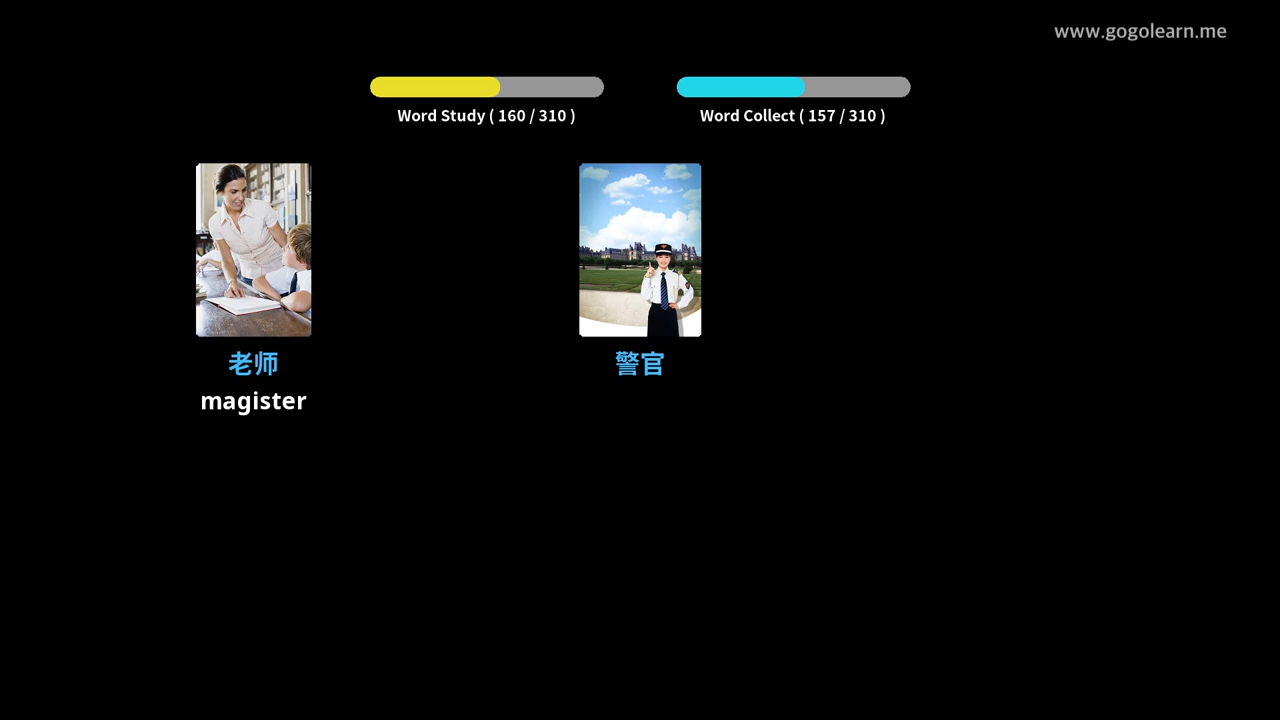 www.gogolearn.me
Word Study ( 160 / 310 )
Word Collect ( 157 / 310 )
老师
警官
magister